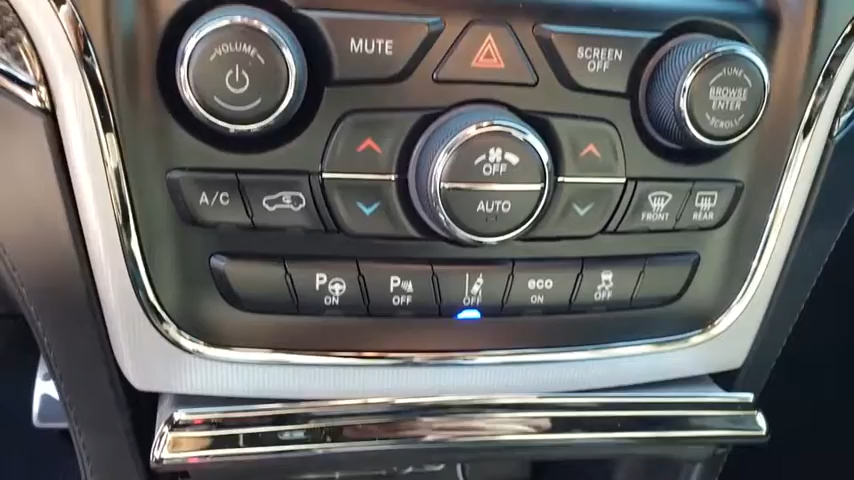 VOLUME
MUTE
SCREEN
OFF
TUNE
BROWSE
ENTER
SCROLL
OFF
AUTO
A/C
FRONT
REAR
P
ON
P
OFF
OFF
eco
ON
OFF